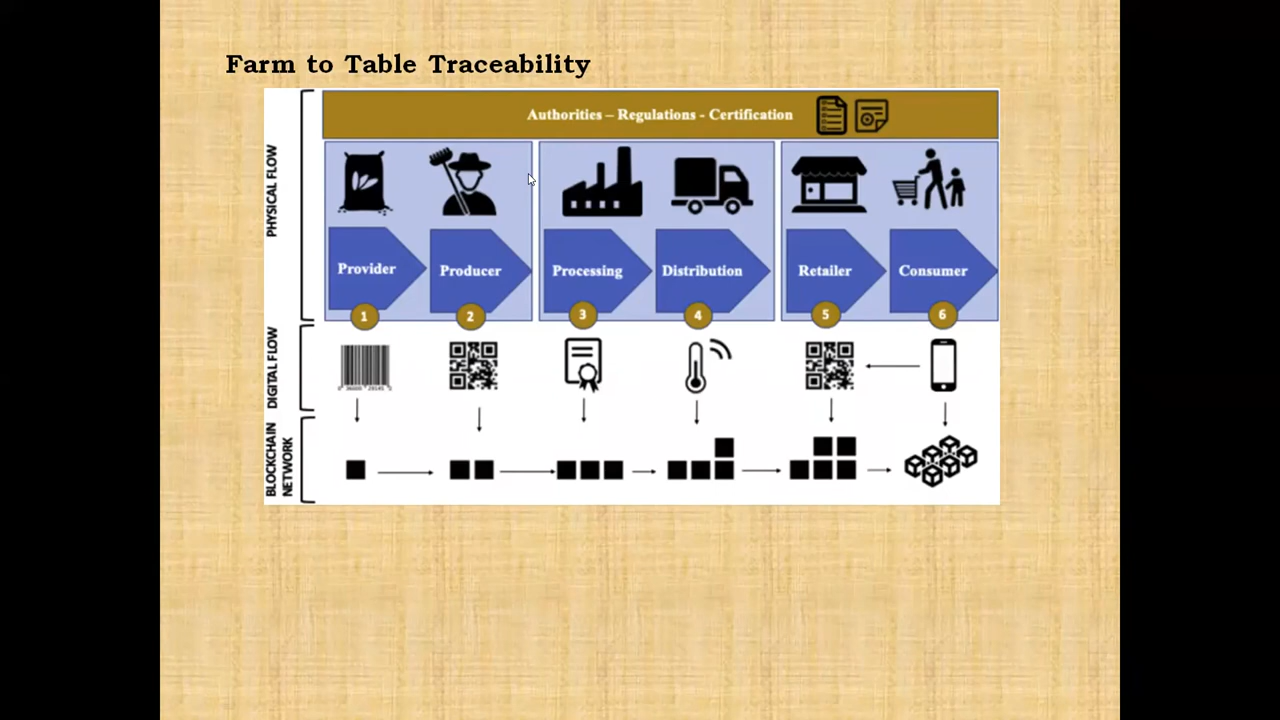 Farm to Table Traceability
Authorities – Regulations - Certification
PHYSICAL FLOW
Provider
Producer
Processing
Distribution
Retailer
Consumer
1
2
3
4
5
6
DIGITAL FLOW
BLOCKCHAIN
NETWORK